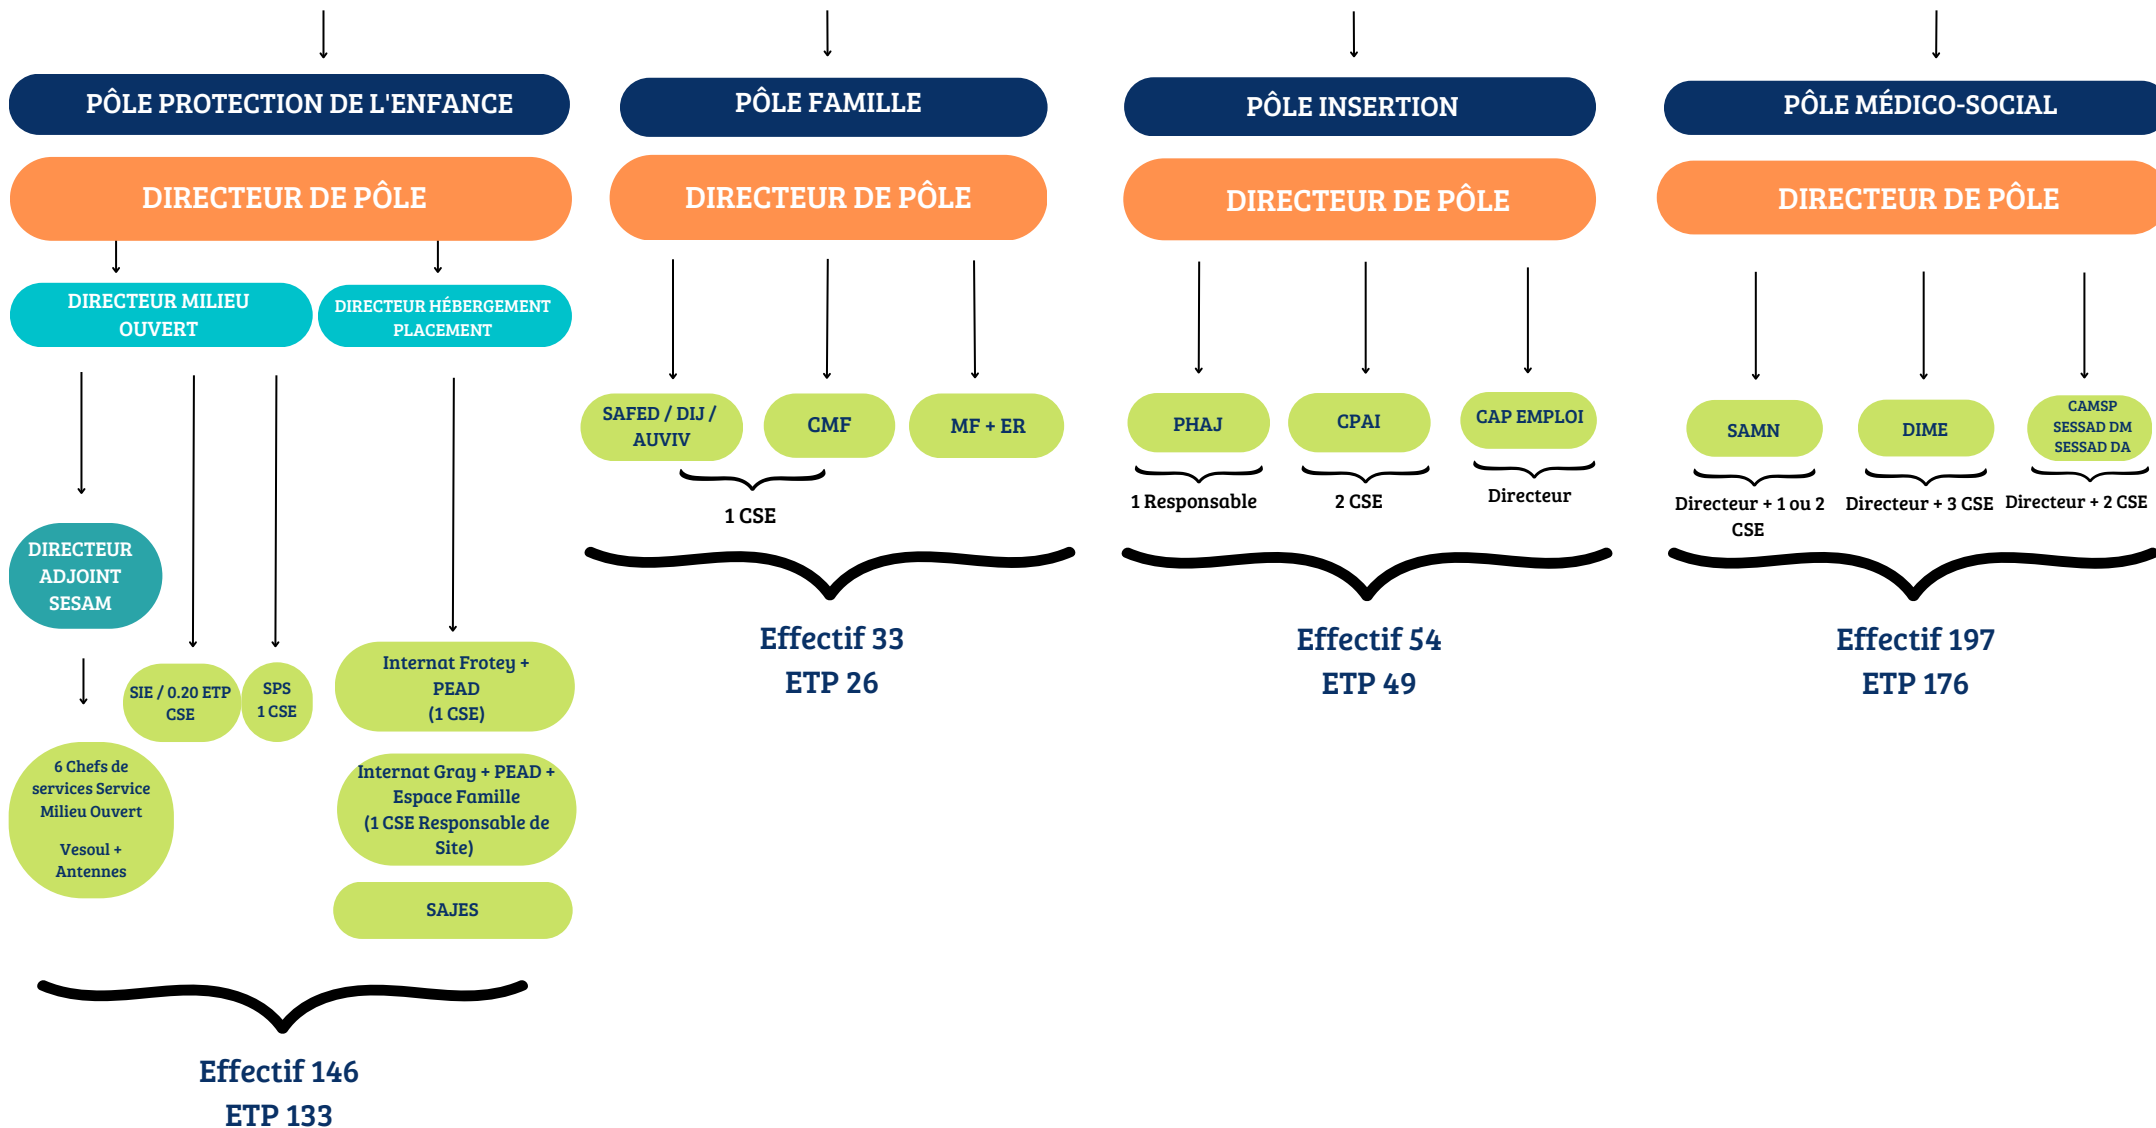 PÔLE PROTECTION DE L'ENFANCE
DIRECTEUR DE PÔLE
DIRECTEUR MILIEU
OUVERT
DIRECTEUR HÉBERGEMENT
PLACEMENT
DIRECTEUR
ADJOINT
SESAM
SIE / 0.20 ETP
CSE
SPS
1 CSE
6 Chefs de
services Service
Milieu Ouvert
Vesoul +
Antennes
Internat Frotey +
PEAD
(1 CSE)
Internat Gray + PEAD +
Espace Famille
(1 CSE Responsable de
Site)
SAJES
Effectif 146
ETP 133
PÔLE FAMILLE
DIRECTEUR DE PÔLE
SAFED / DIJ /
AUVIV
CMF
MF + ER
1 CSE
Effectif 33
ETP 26
PÔLE INSERTION
DIRECTEUR DE PÔLE
PHAJ
CPAI
CAP EMPLOI
1 Responsable
2 CSE
Directeur
Effectif 54
ETP 49
PÔLE MÉDICO-SOCIAL
DIRECTEUR DE PÔLE
SAMN
DIME
CAMSP
SESSAD DM
SESSAD DA
Directeur + 1 ou 2
CSE
Directeur + 3 CSE
Directeur + 2 CSE
Effectif 197
ETP 176